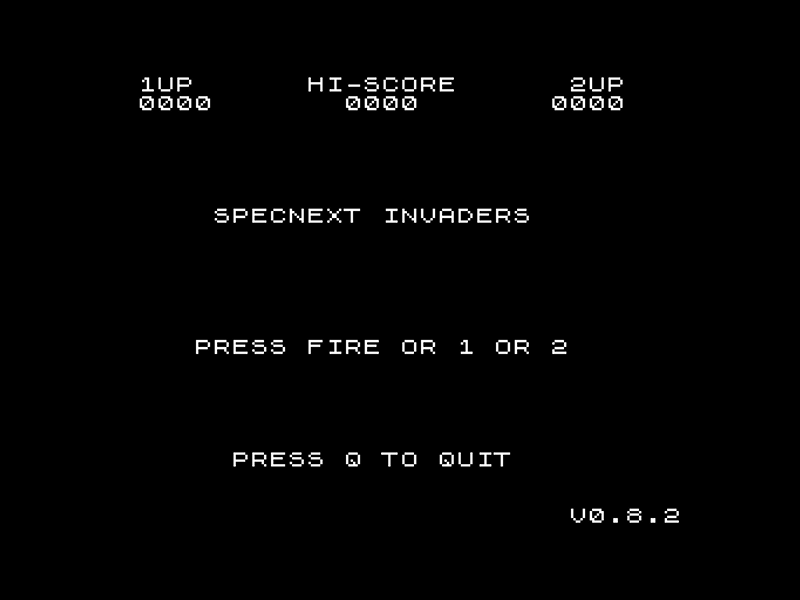 1UP HI-SCORE 2UP
0000 0000 0000
SPECNEXT INVADERS
PRESS FIRE OR 1 OR 2
PRESS Q TO QUIT
V0.8.2